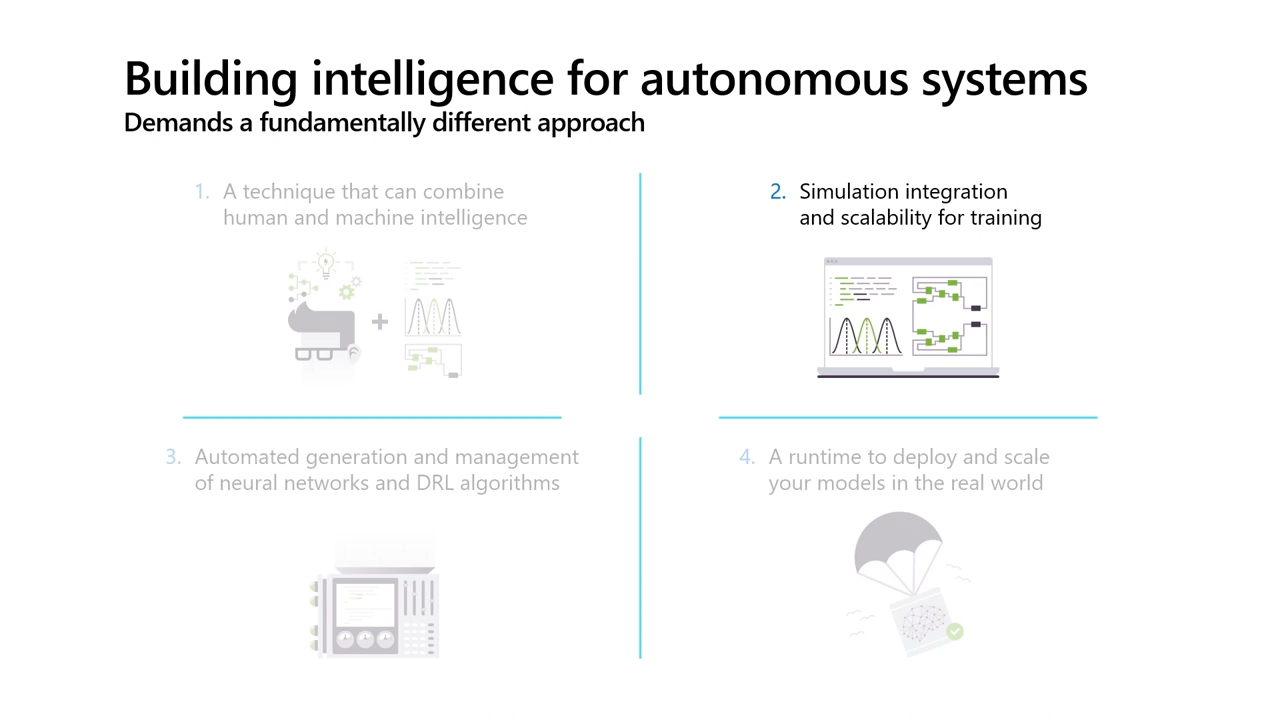 Building intelligence for autonomous systems
Demands a fundamentally different approach
1. A technique that can combine
human and machine intelligence
2. Simulation integration
and scalability for training
3. Automated generation and management
of neural networks and DRL algorithms
4. A runtime to deploy and scale
your models in the real world